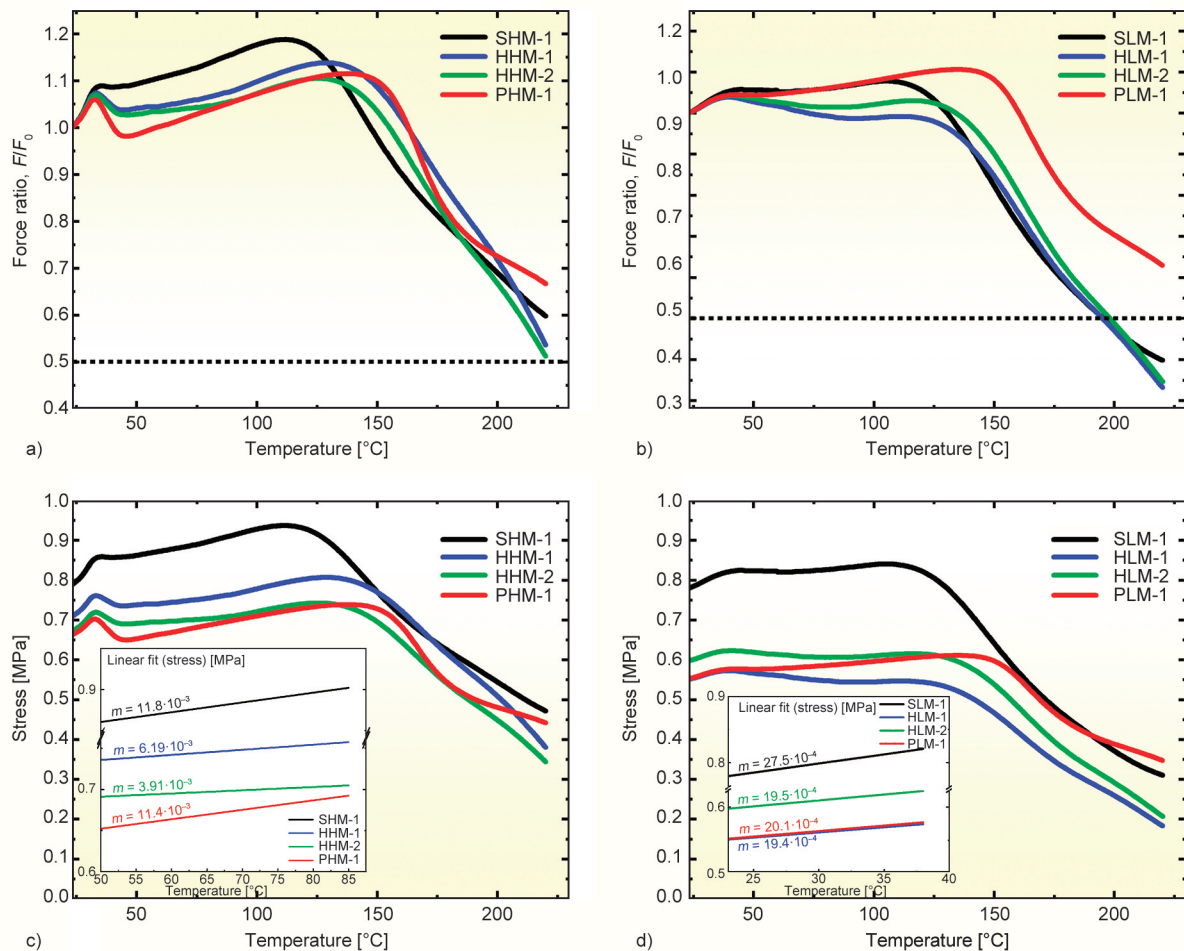 1.2
1.1
1.0
0.9
0.8
0.7
0.6
0.5
0.4
Force ratio, F/F0
SHM-1
HHM-1
HHM-2
PHM-1
50
100
150
200
Temperature [°C]
a)
1.0
1.0
0.9
0.8
0.7
0.6
0.5
0.4
0.3
Force ratio, F/F0
SLM-1
HLM-1
HLM-2
PLM-1
50
100
150
200
Temperature [°C]
b)
1.0
0.9
0.8
0.7
0.6
0.5
0.4
0.3
0.2
0.1
0.0
Stress [MPa]
SHM-1
HHM-1
HHM-2
PHM-1
Linear fit (stress) [MPa]
0.9
0.7
0.6
m = 11.8·10⁻³
m = 6.19·10⁻³
m = 3.91·10⁻³
m = 11.4·10⁻³
SHM-1
HHM-1
HHM-2
PHM-1
50 55 60 65 70 75 80 85
Temperature [°C]
50
100
150
200
Temperature [°C]
c)
1.0
0.9
0.8
0.7
0.6
0.5
0.4
0.3
0.2
0.1
0.0
Stress [MPa]
SLM-1
HLM-1
HLM-2
PLM-1
Linear fit (stress) [MPa]
0.9
0.8
0.6
0.5
SLM-1
HLM-1
HLM-2
PLM-1
m = 27.5·10⁻⁴
m = 19.5·10⁻⁴
m = 20.1·10⁻⁴
m = 19.4·10⁻⁴
25 30 35 40
Temperature [°C]
50
100
150
200
Temperature [°C]
d)